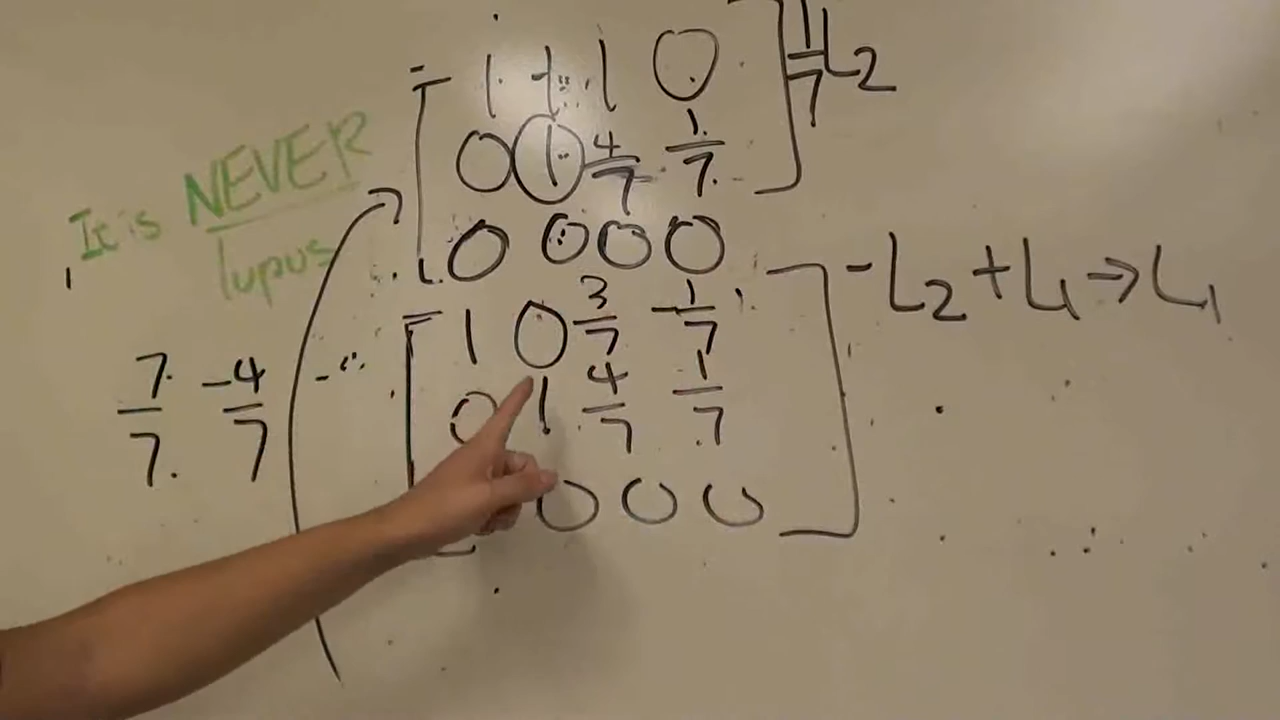 1 1 1 0
0 1 4/7 1/7
0 0 0 0
1/7 L2
It is NEVER
lupus
1 0 3/7 -1/7
0 1 4/7 1/7
0 0 0
-L2 + L1 → L1
7/7 -4/7